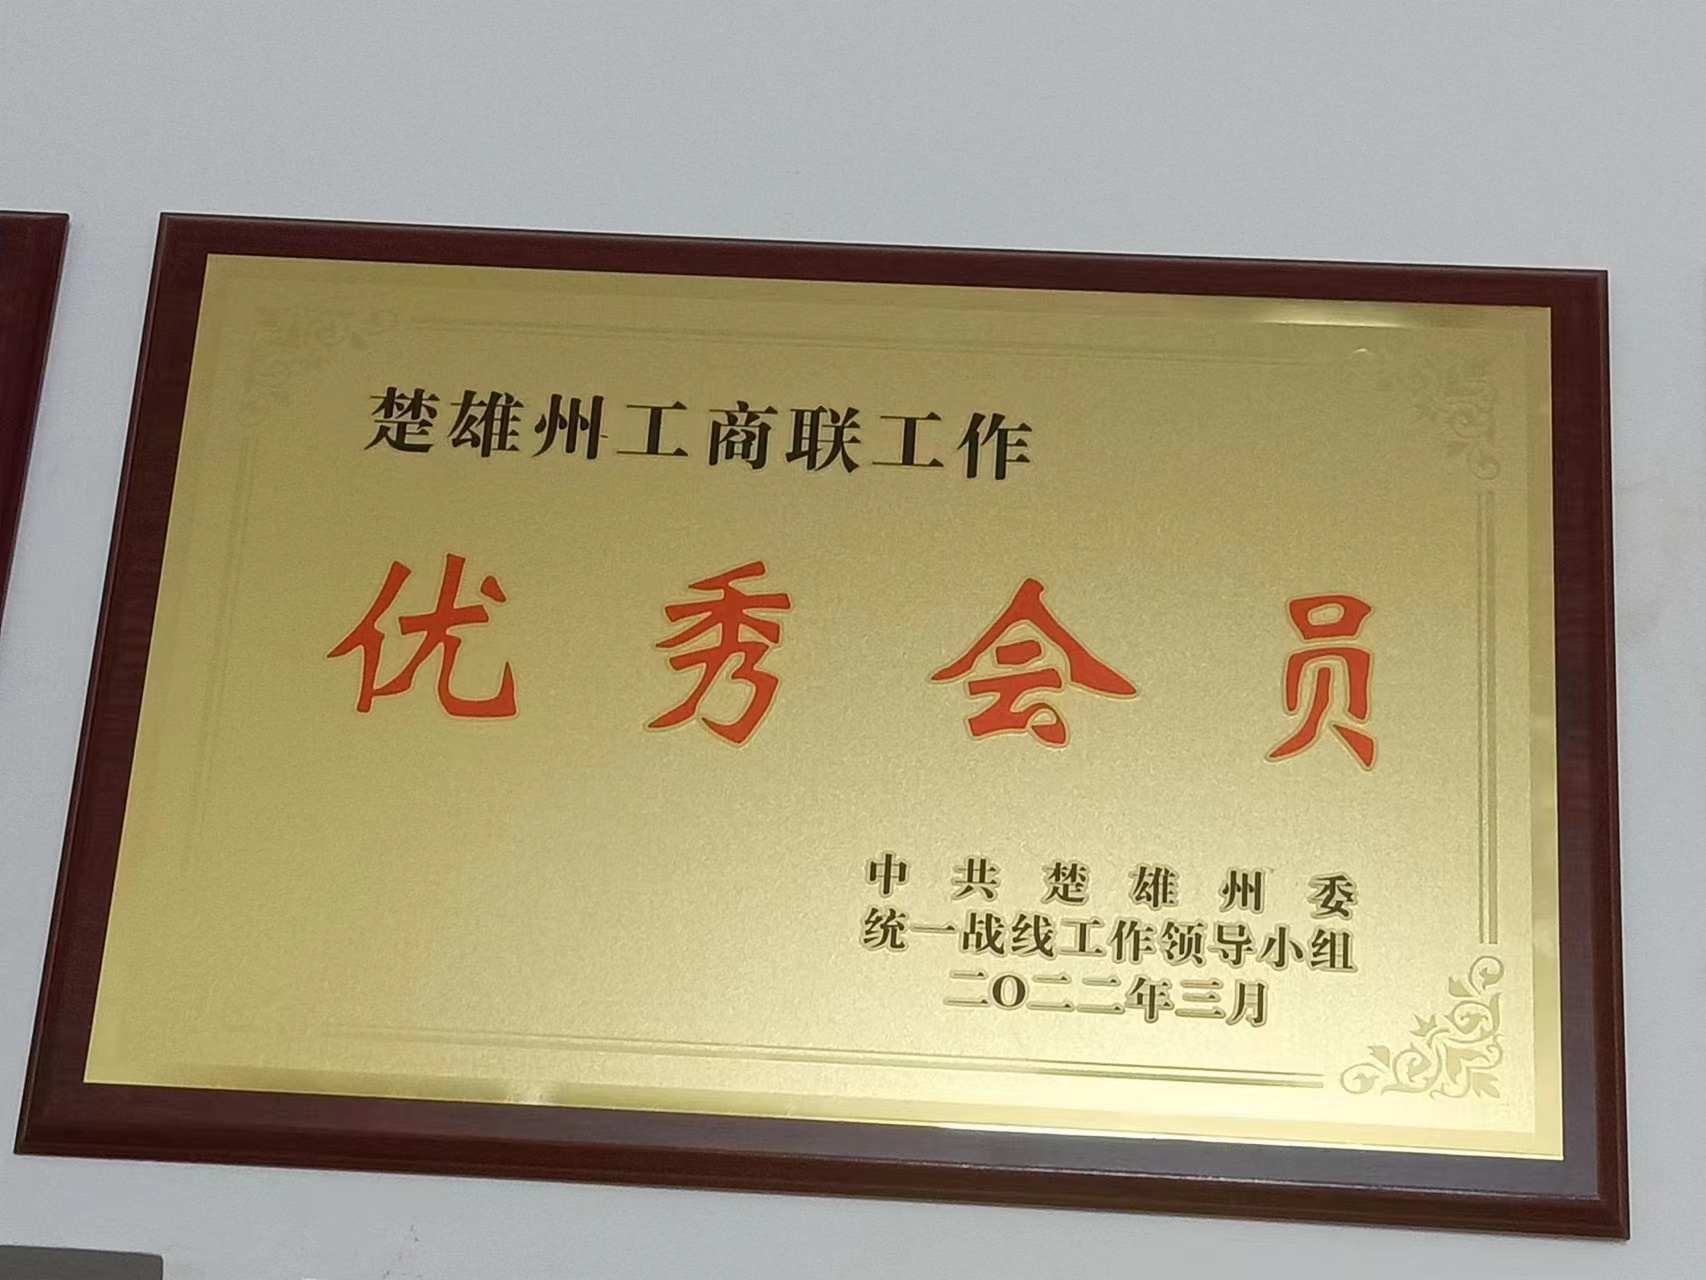 楚雄州工商联工作
优秀会员
中共楚雄州委
统一战线工作领导小组
二〇二二年三月